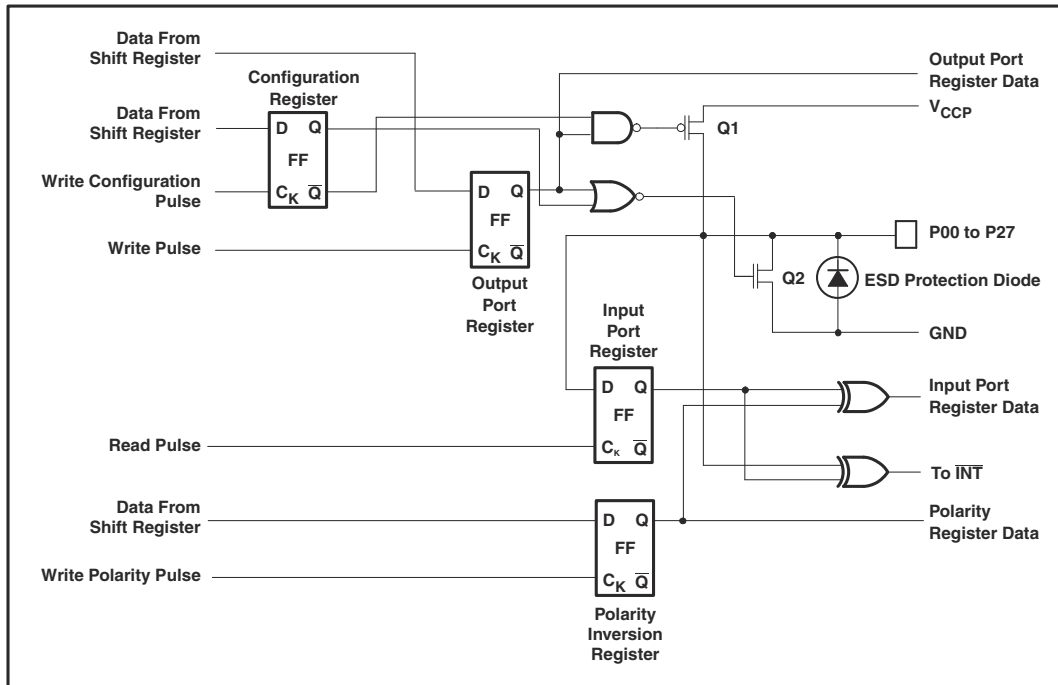 Data From
Shift Register
Configuration
Register
Data From
Shift Register
D Q
FF
CK Q̅
Write Configuration
Pulse
Write Pulse
D Q
FF
CK Q̅
Output
Port
Register
Output Port
Register Data
VCCP
Q1
P00 to P27
Q2
ESD Protection Diode
GND
Input
Port
Register
D Q
FF
CK Q̅
Read Pulse
Input Port
Register Data
To I̅N̅T̅
Data From
Shift Register
D Q
FF
CK Q̅
Write Polarity Pulse
Polarity
Inversion
Register
Polarity
Register Data